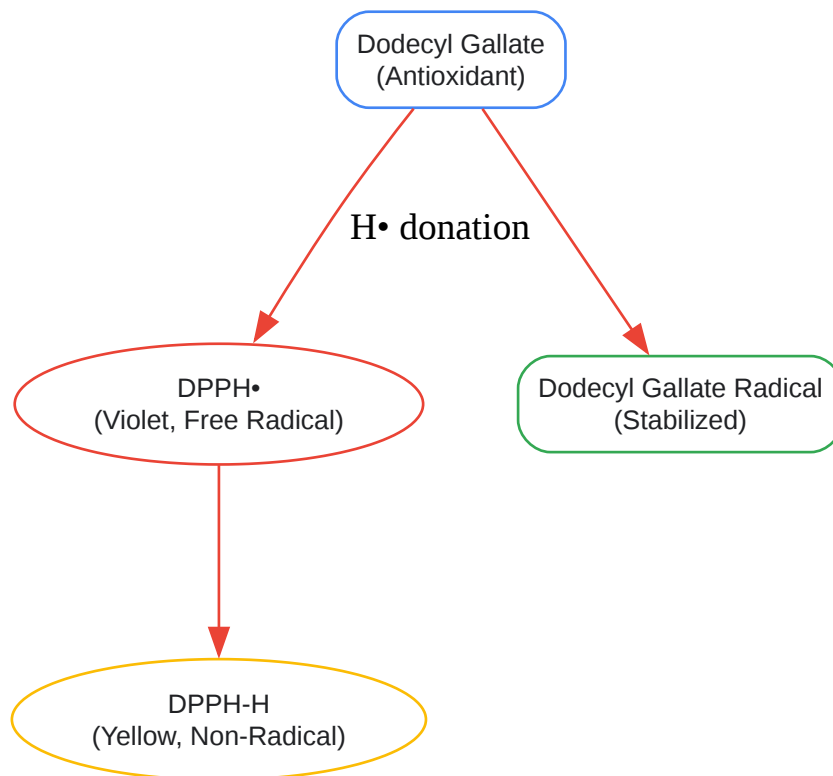 Dodecyl Gallate
(Antioxidant)
H• donation
DPPH•
(Violet, Free Radical)
Dodecyl Gallate Radical
(Stabilized)
DPPH-H
(Yellow, Non-Radical)